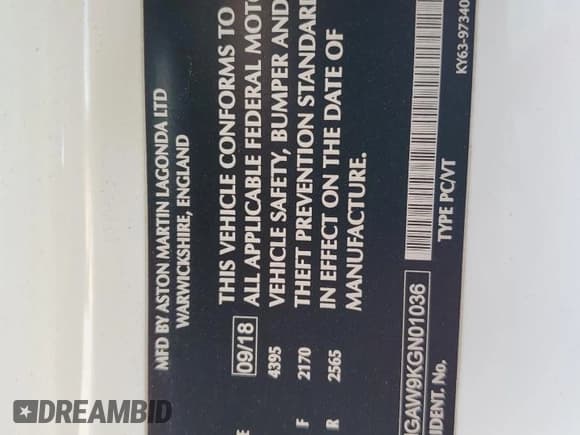 MFD BY ASTON MARTIN LAGONDA LTD
WARWICKSHIRE, ENGLAND
THIS VEHICLE CONFORMS TO
ALL APPLICABLE FEDERAL
VEHICLE SAFETY, BUMPER AND
THEFT PREVENTION
IN EFFECT ON THE DATE OF
MANUFACTURE.
09/18
4395
F 2170
R 2565
GAW9KGN01036
IDENT. No.
TYPE PC/VT
KY63-97340
DREAMBID